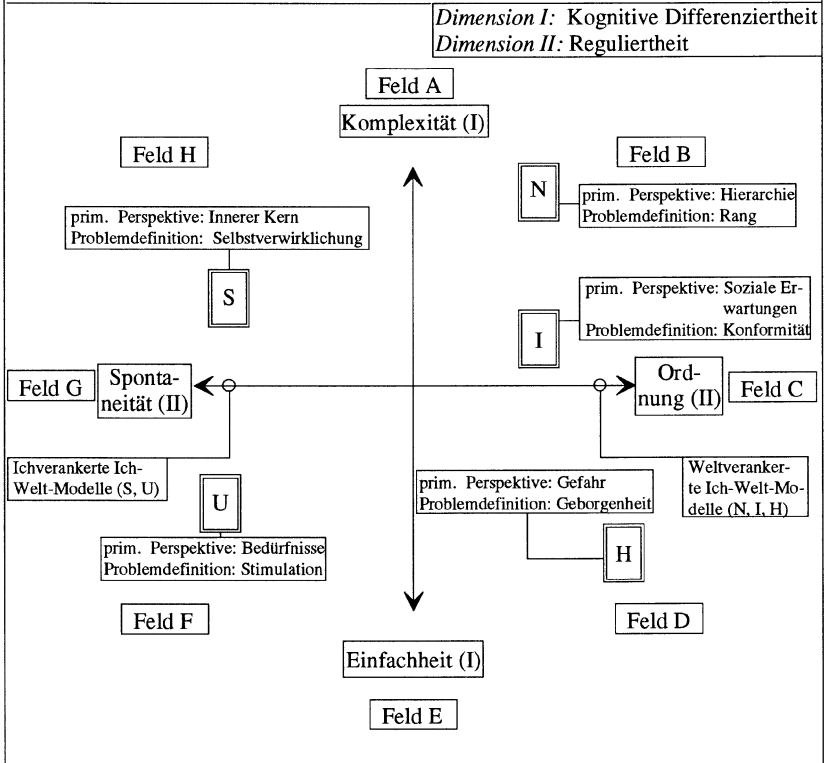 Dimension I: Kognitive Differenziertheit
Dimension II: Reguliertheit
Feld A
Komplexität (I)
Feld H
Feld B
N
prim. Perspektive: Hierarchie
Problemdefinition: Rang
prim. Perspektive: Innerer Kern
Problemdefinition: Selbstverwirklichung
S
prim. Perspektive: Soziale Er-
wartungen
Problemdefinition: Konformität
I
Feld G
Sponta-
neität (II)
Ord-
nung (II)
Feld C
Ichverankerte Ich-
Welt-Modelle (S, U)
U
prim. Perspektive: Bedürfnisse
Problemdefinition: Stimulation
prim. Perspektive: Gefahr
Problemdefinition: Geborgenheit
H
Weltveranker-
te Ich-Welt-Mo-
delle (N, I, H)
Feld F
Feld D
Einfachheit (I)
Feld E